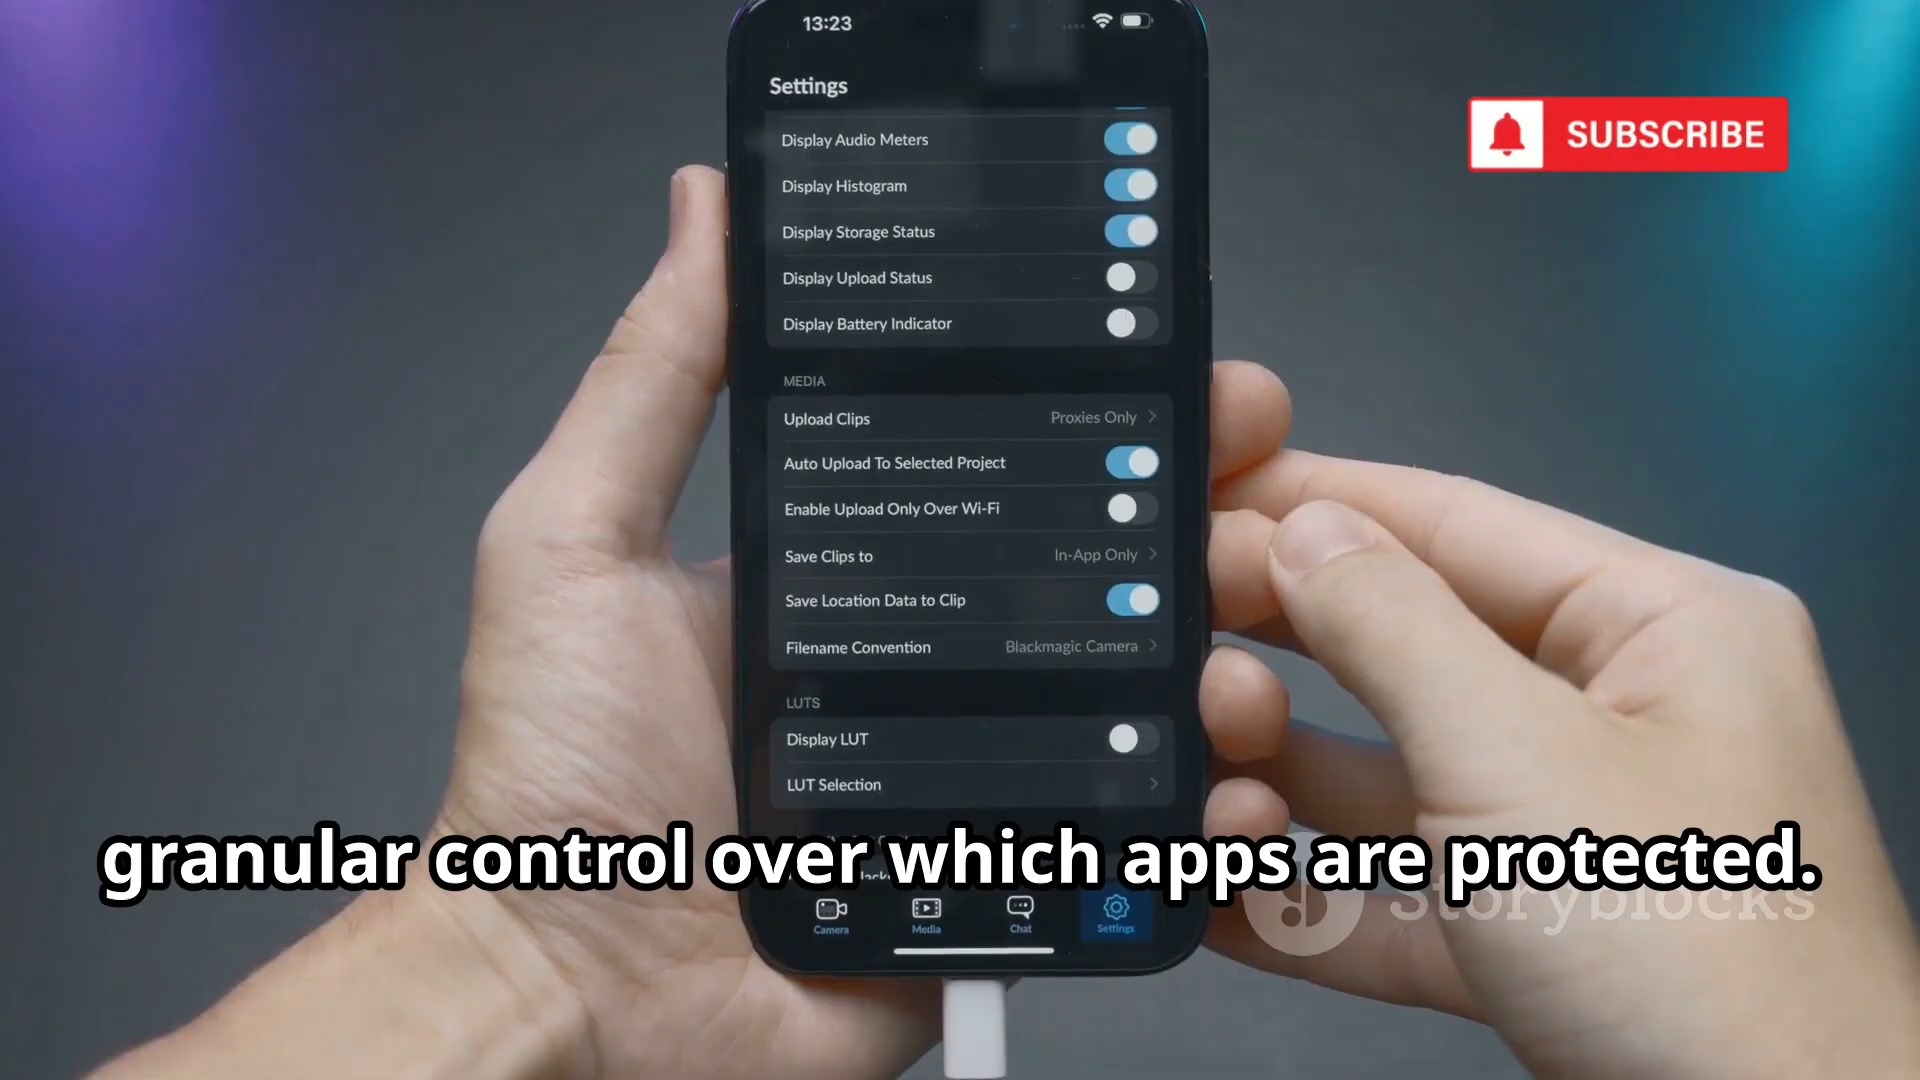 13:23
Settings
SUBSCRIBE
Display Audio Meters
Display Histogram
Display Storage Status
Display Upload Status
Display Battery Indicator
MEDIA
Upload Clips Proxies Only
Auto Upload To Selected Project
Enable Upload Only Over Wi-Fi
Save Clips to In-App Only
Save Location Data to Clip
Filename Convention Blackmagic Camera
LUTS
Display LUT
LUT Selection
granular control over which apps are protected.
Storyblocks
Camera Media Chat Settings